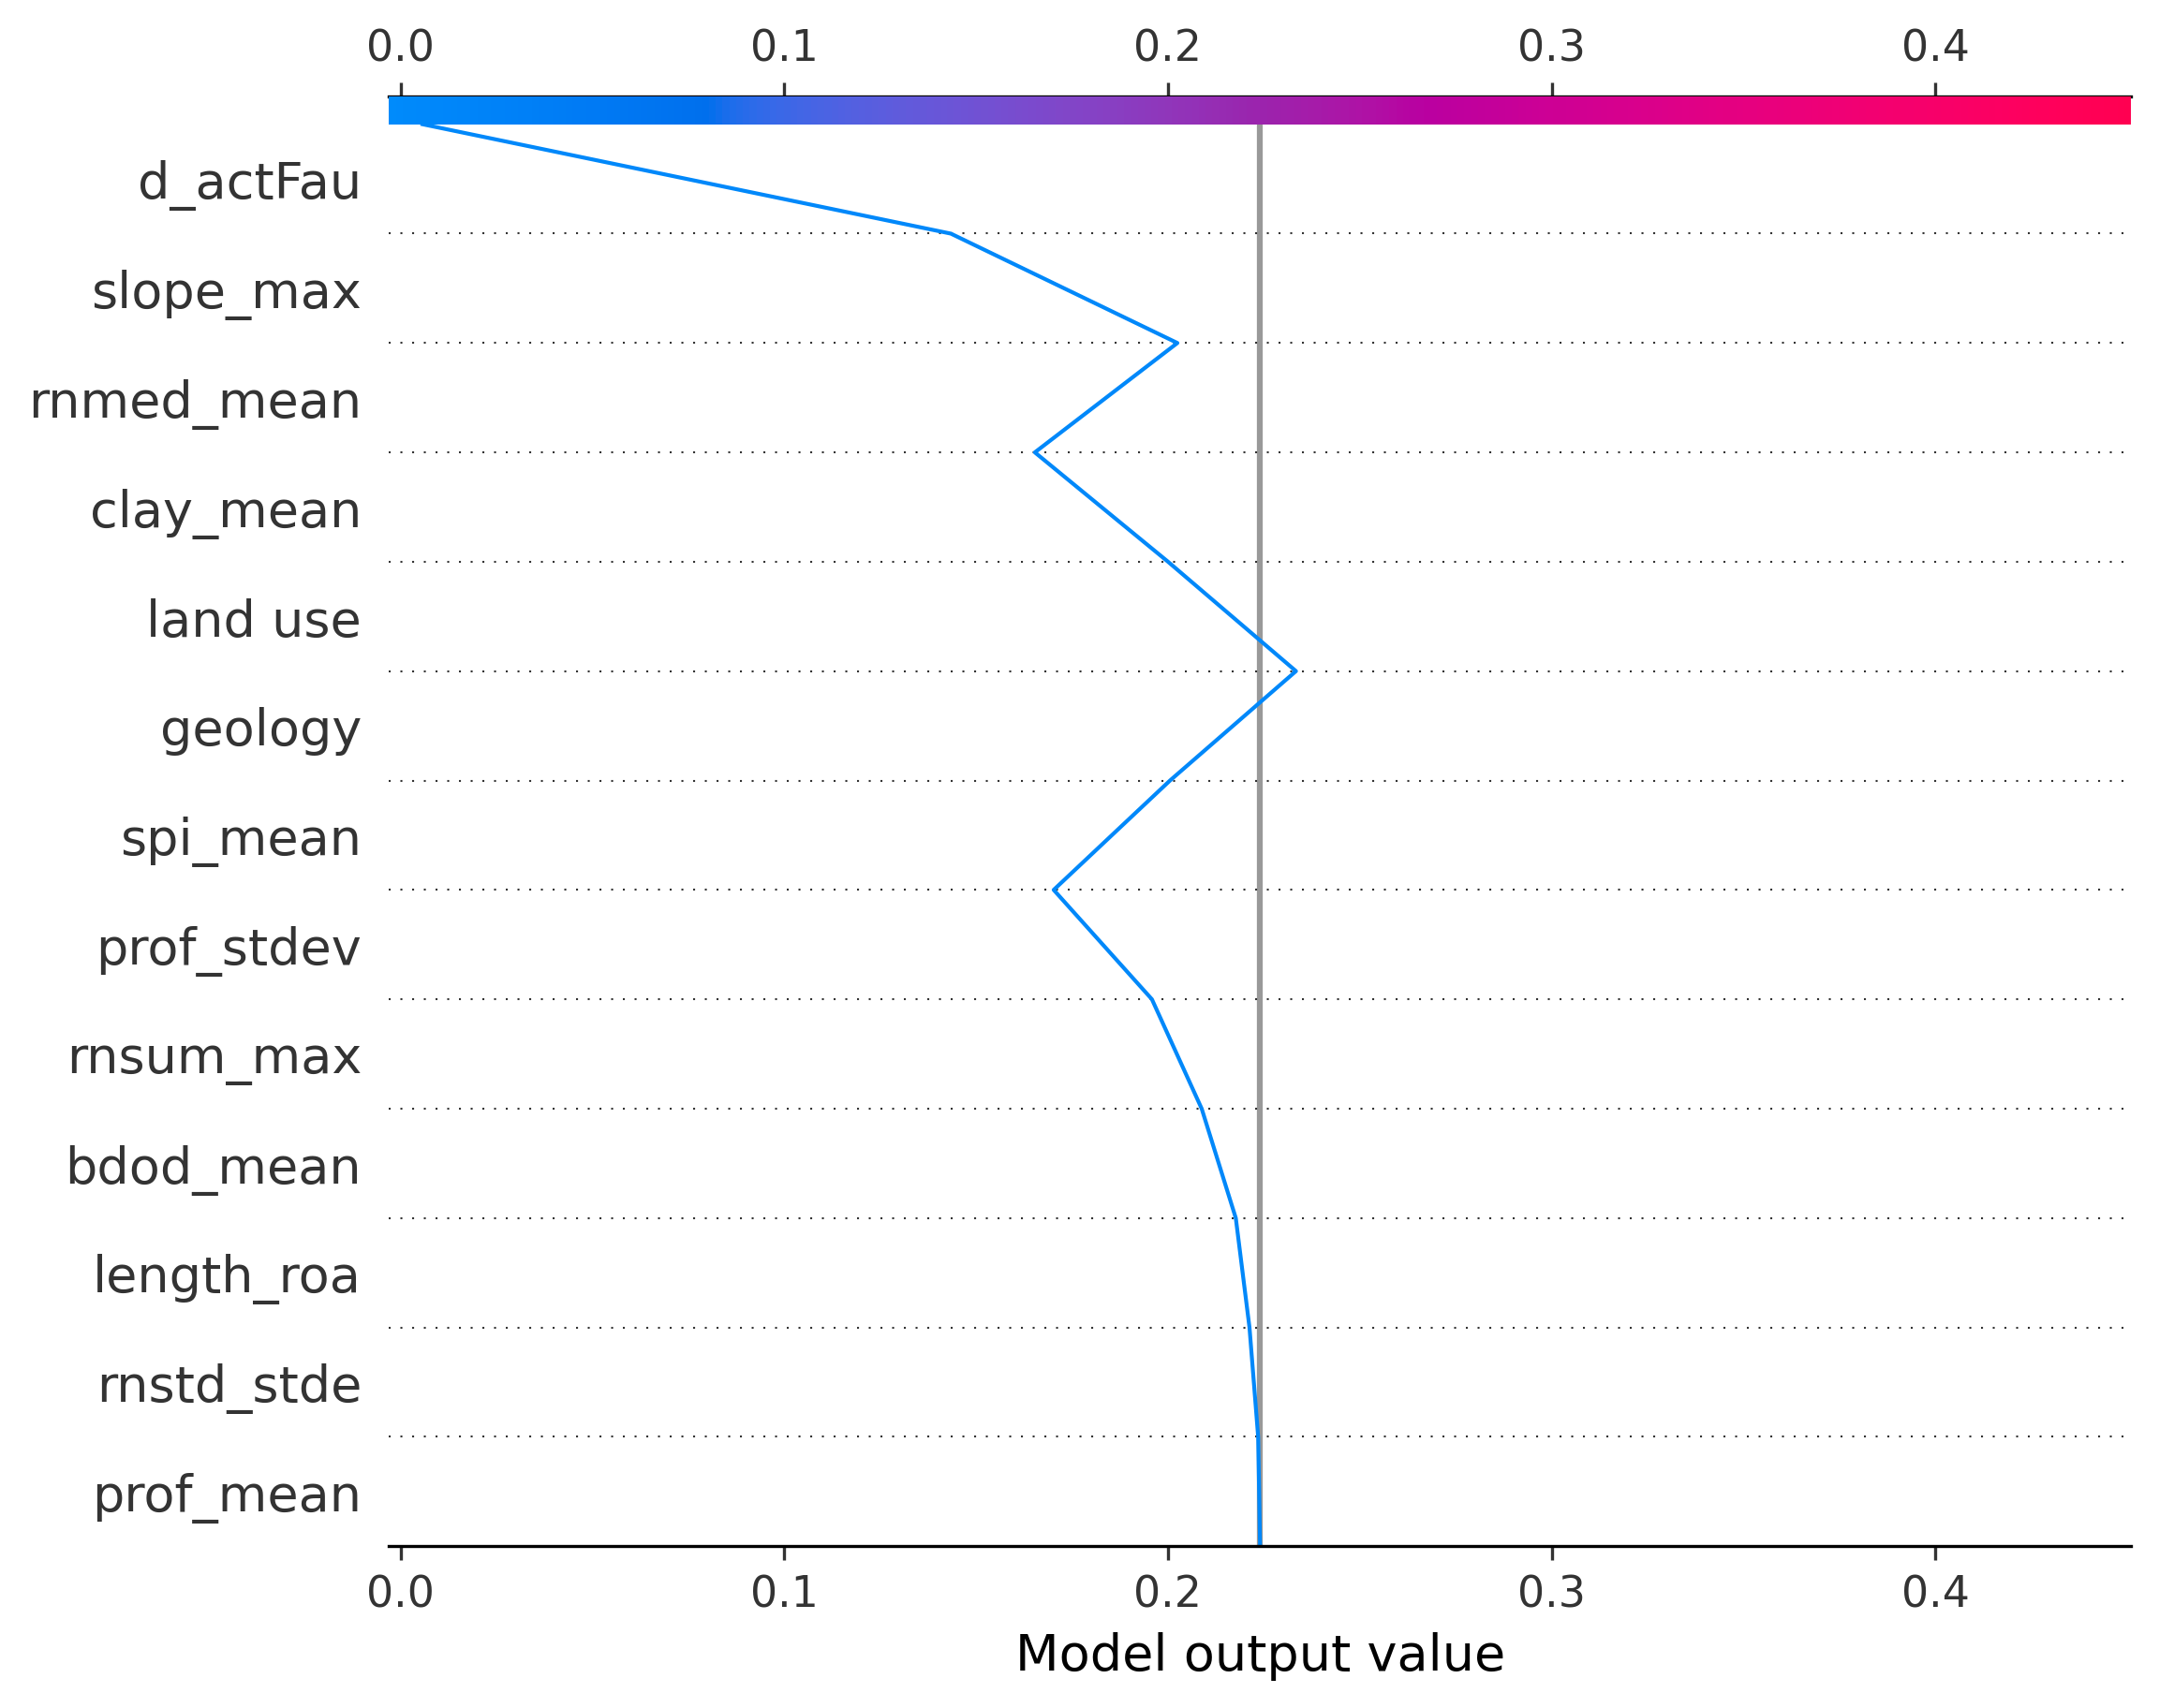 0.0 0.1 0.2 0.3 0.4
d_actFau
slope_max
rnmed_mean
clay_mean
land use
geology
spi_mean
prof_stdev
rnsum_max
bdod_mean
length_roa
rnstd_stde
prof_mean
0.0 0.1 0.2 0.3 0.4
Model output value